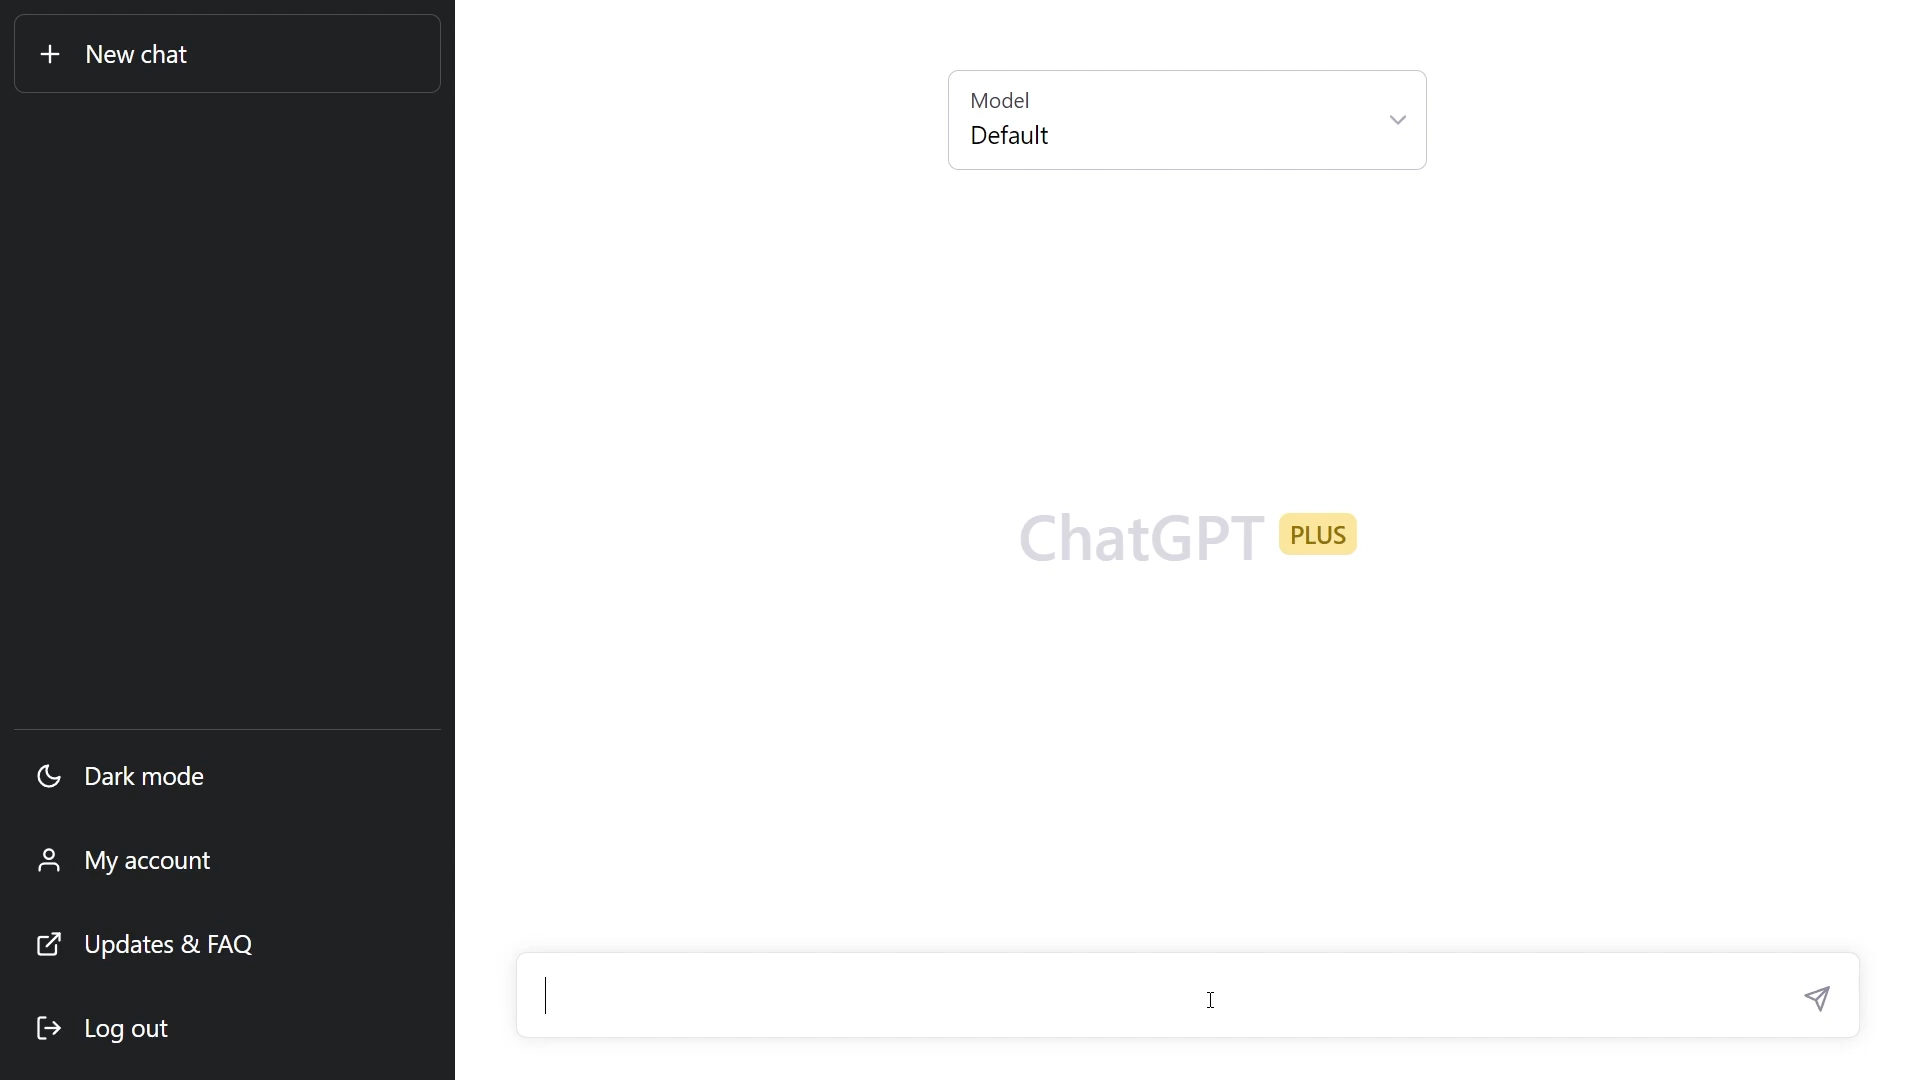 New chat
Model
Default
ChatGPT PLUS
Dark mode
My account
Updates & FAQ
Log out